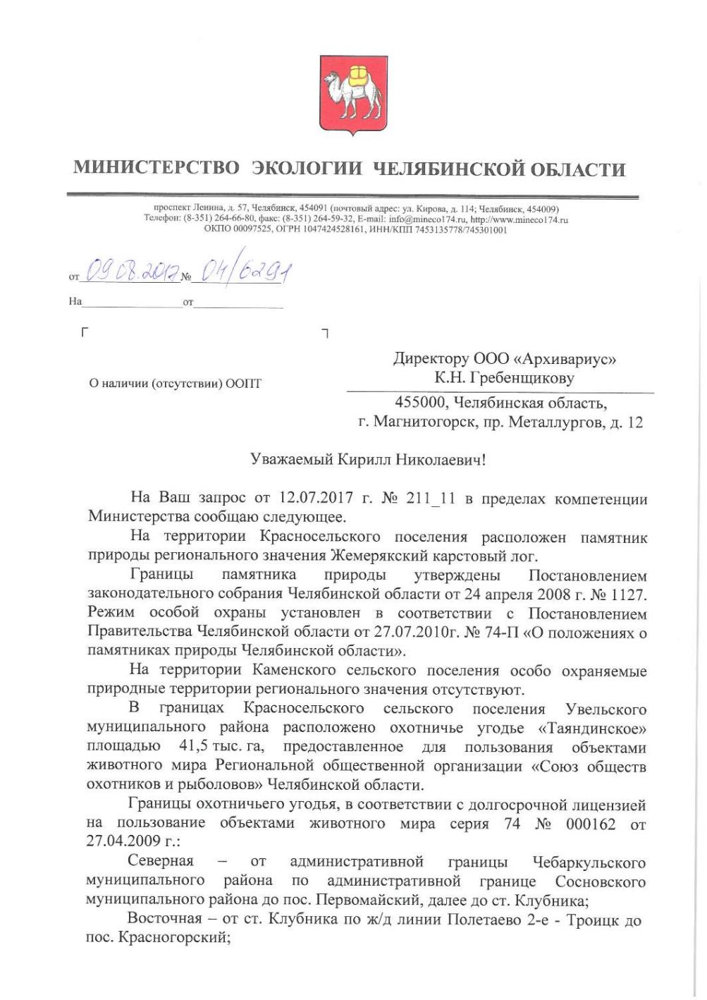 МИНИСТЕРСТВО ЭКОЛОГИИ ЧЕЛЯБИНСКОЙ ОБЛАСТИ
проспект Ленина, д. 57, Челябинск, 454091 (почтовый адрес: ул. Кирова, д. 114; Челябинск, 454009)
Телефон: (8-351) 264-66-80, факс: (8-351) 264-59-32, E-mail: info@mineco174.ru, http://www.mineco174.ru
ОКПО 00097525, ОГРН 1047424528161, ИНН/КПП 7453135778/745301001
от 09.08.2017 № 04/6291
На от
Директору ООО «Архивариус»
К.Н. Гребенщикову
О наличии (отсутствии) ООПТ
455000, Челябинская область,
г. Магнитогорск, пр. Металлургов, д. 12
Уважаемый Кирилл Николаевич!
На Ваш запрос от 12.07.2017 г. № 211_11 в пределах компетенции
Министерства сообщаю следующее.
На территории Красносельского поселения расположен памятник
природы регионального значения Жемерякский карстовый лог.
Границы памятника природы утверждены Постановлением
законодательного собрания Челябинской области от 24 апреля 2008 г. № 1127.
Режим особой охраны установлен в соответствии с Постановлением
Правительства Челябинской области от 27.07.2010г. № 74-П «О положениях о
памятниках природы Челябинской области».
На территории Каменского сельского поселения особо охраняемые
природные территории регионального значения отсутствуют.
В границах Красносельского сельского поселения Увельского
муниципального района расположено охотничье угодье «Таяндинское»
площадью 41,5 тыс. га, предоставленное для пользования объектами
животного мира Региональной общественной организации «Союз обществ
охотников и рыболовов» Челябинской области.
Границы охотничьего угодья, в соответствии с долгосрочной лицензией
на пользование объектами животного мира серия 74 № 000162 от
27.04.2009 г.:
Северная – от административной границы Чебаркульского
муниципального района по административной границе Сосновского
муниципального района до пос. Первомайский, далее до ст. Клубника;
Восточная – от ст. Клубника по ж/д линии Полетаево 2-е - Троицк до
пос. Красногорский;